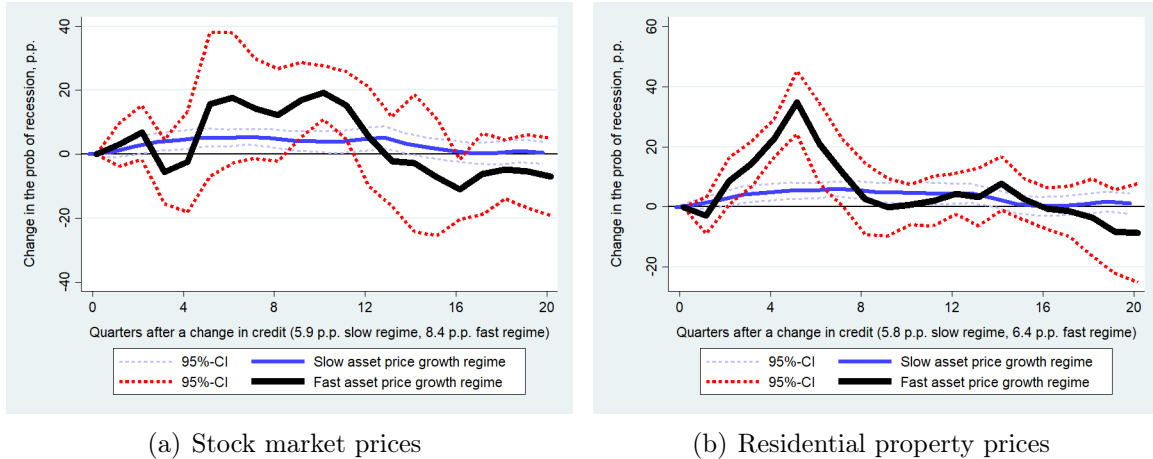 Change in the prob of recession, p.p.
40
20
0
-20
-40
0 4 8 12 16 20
Quarters after a change in credit (5.9 p.p. slow regime, 8.4 p.p. fast regime)
95%-CI Slow asset price growth regime
95%-CI Fast asset price growth regime
(a) Stock market prices
Change in the prob of recession, p.p.
60
40
20
0
-20
0 4 8 12 16 20
Quarters after a change in credit (5.8 p.p. slow regime, 6.4 p.p. fast regime)
95%-CI Slow asset price growth regime
95%-CI Fast asset price growth regime
(b) Residential property prices